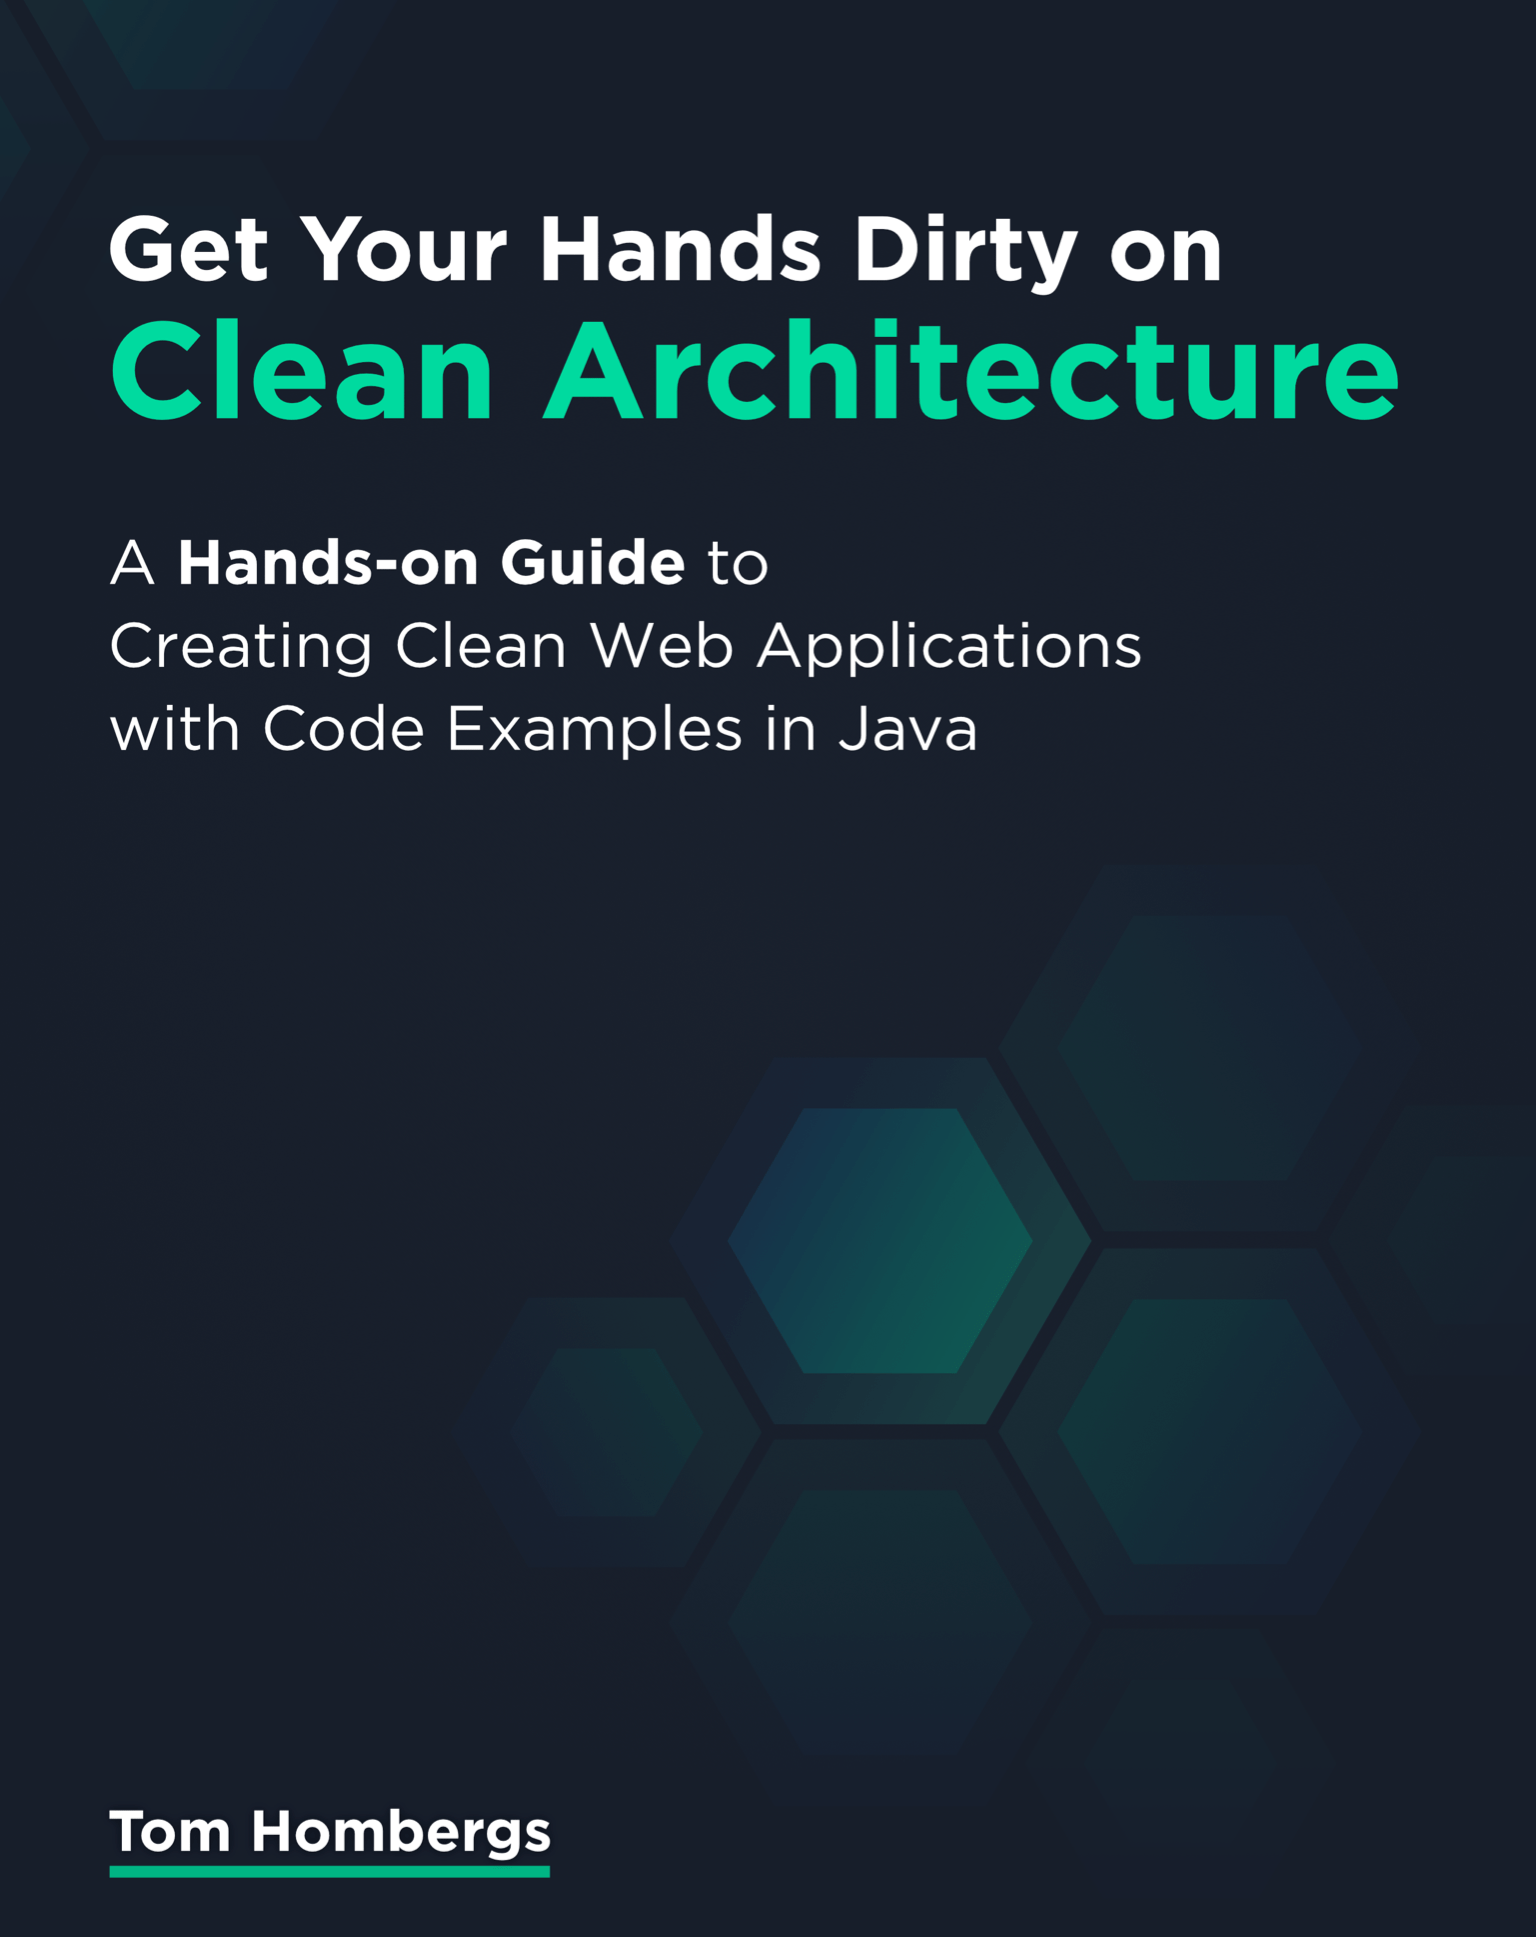 Get Your Hands Dirty on
Clean Architecture
A Hands-on Guide to
Creating Clean Web Applications
with Code Examples in Java
Tom Hombergs